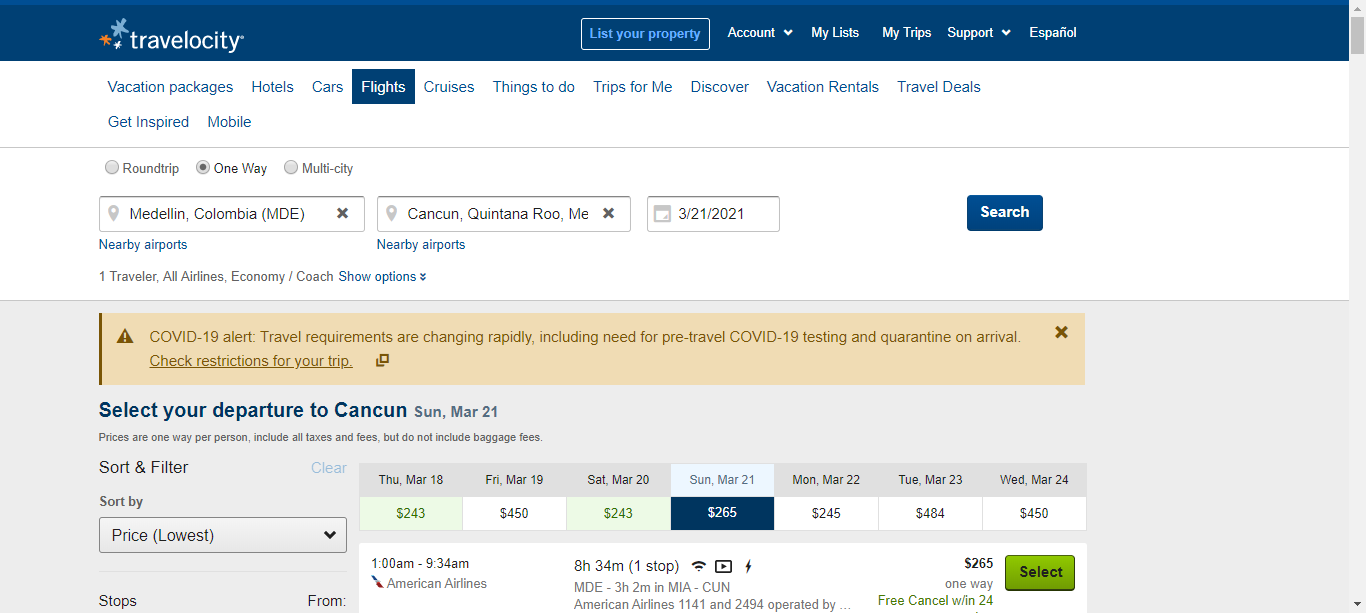 travelocity
List your property
Account
My Lists
My Trips
Support
Español
Vacation packages
Hotels
Cars
Flights
Cruises
Things to do
Trips for Me
Discover
Vacation Rentals
Travel Deals
Get Inspired
Mobile
Roundtrip
One Way
Multi-city
Medellin, Colombia (MDE)
Cancun, Quintana Roo, Me
3/21/2021
Search
Nearby airports
Nearby airports
1 Traveler, All Airlines, Economy / Coach Show options
COVID-19 alert: Travel requirements are changing rapidly, including need for pre-travel COVID-19 testing and quarantine on arrival.
Check restrictions for your trip.
Select your departure to Cancun Sun, Mar 21
Prices are one way per person, include all taxes and fees, but do not include baggage fees.
Sort & Filter
Clear
Sort by
Price (Lowest)
Stops
From:
Thu, Mar 18
Fri, Mar 19
Sat, Mar 20
Sun, Mar 21
Mon, Mar 22
Tue, Mar 23
Wed, Mar 24
$243
$450
$243
$265
$245
$484
$450
1:00am - 9:34am
American Airlines
8h 34m (1 stop)
MDE - 3h 2m in MIA - CUN
American Airlines 1141 and 2494 operated by ...
$265
one way
Free Cancel w/in 24
Select